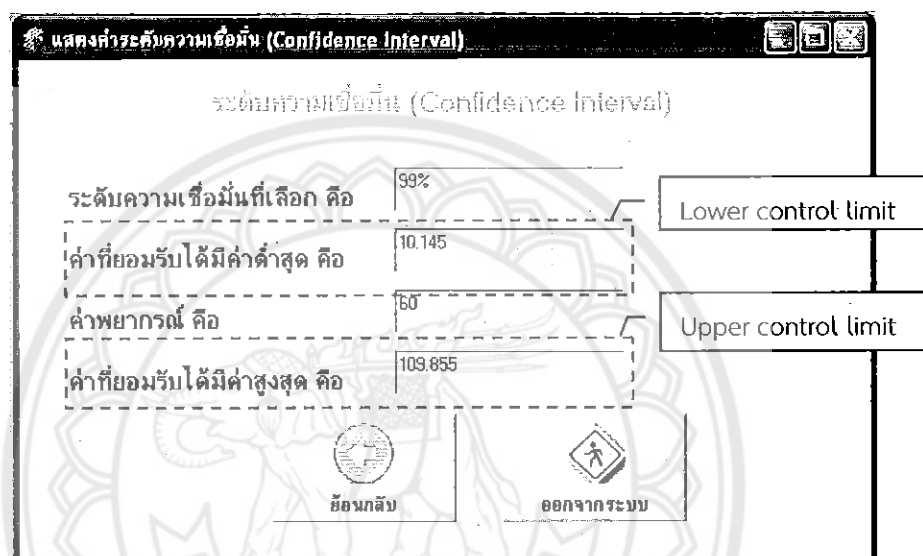 แสดงค่าระดับความเชื่อมั่น (Confidence Interval)
ระดับความเชื่อมั่น (Confidence Interval)
ระดับความเชื่อมั่นที่เลือก คือ 99%
Lower control limit
ค่าที่ยอมรับได้มีค่าต่ำสุด คือ 10.145
ค่าพยากรณ์ คือ 60
Upper control limit
ค่าที่ยอมรับได้มีค่าสูงสุด คือ 109.855
ย้อนกลับ ออกจากระบบ